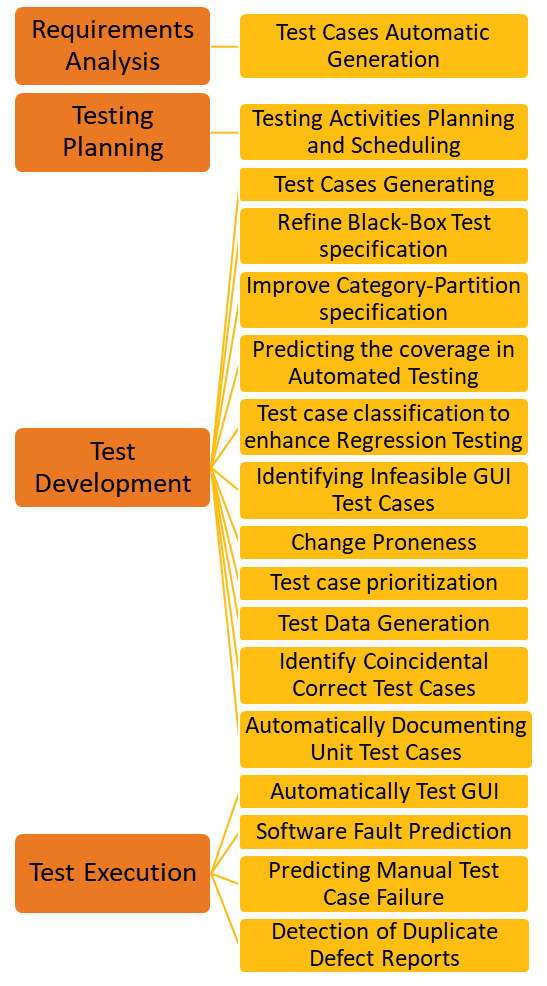 Requirements
Analysis
Test Cases Automatic
Generation
Testing
Planning
Testing Activities Planning
and Scheduling
Test
Development
Test Cases Generating
Refine Black-Box Test
specification
Improve Category-Partition
specification
Predicting the coverage in
Automated Testing
Test case classification to
enhance Regression Testing
Identifying Infeasible GUI
Test Cases
Change Proneness
Test case prioritization
Test Data Generation
Identify Coincidental
Correct Test Cases
Automatically Documenting
Unit Test Cases
Test Execution
Automatically Test GUI
Software Fault Prediction
Predicting Manual Test
Case Failure
Detection of Duplicate
Defect Reports